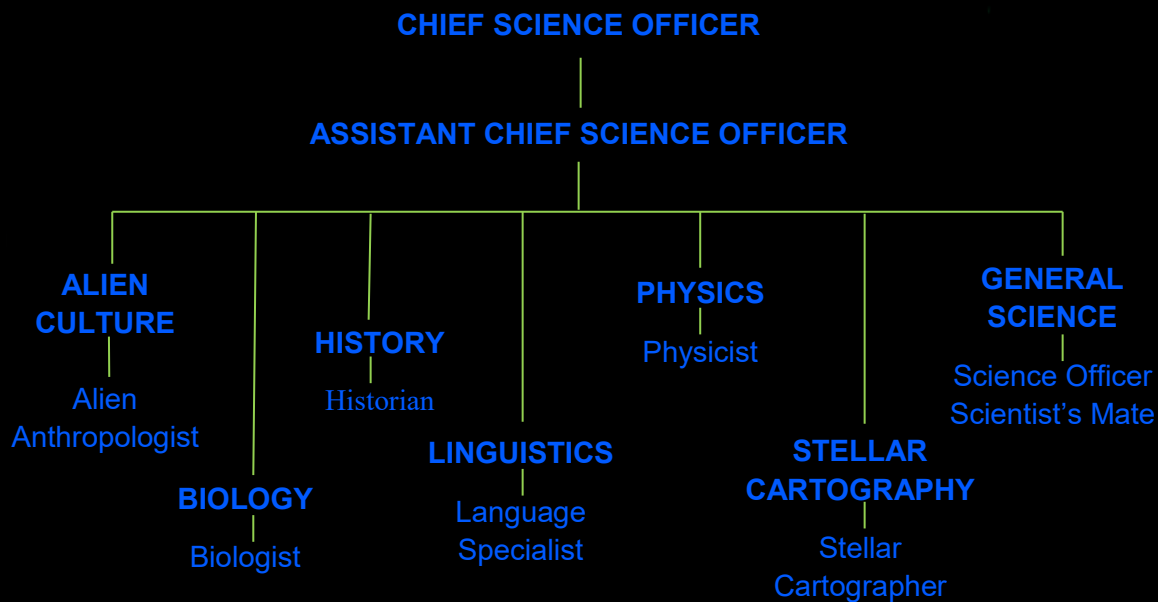 CHIEF SCIENCE OFFICER
ASSISTANT CHIEF SCIENCE OFFICER
ALIEN
CULTURE
Alien
Anthropologist
BIOLOGY
Biologist
HISTORY
Historian
LINGUISTICS
Language
Specialist
PHYSICS
Physicist
STELLAR
CARTOGRAPHY
Stellar
Cartographer
GENERAL
SCIENCE
Science Officer
Scientist’s Mate